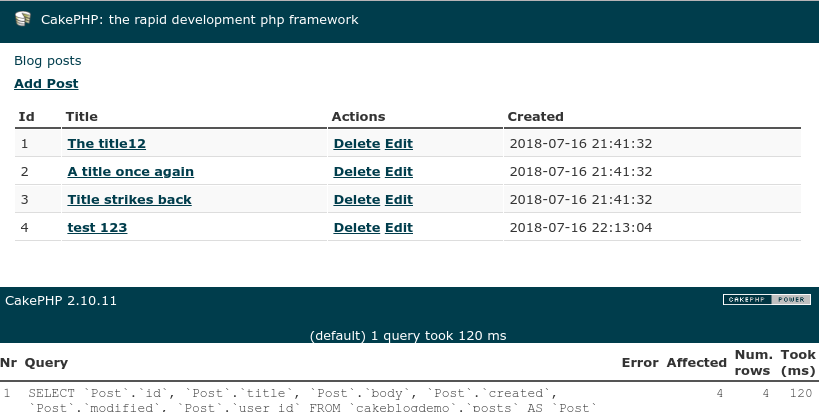 CakePHP: the rapid development php framework
Blog posts
Add Post
Id Title Actions Created
1 The title12 Delete Edit 2018-07-16 21:41:32
2 A title once again Delete Edit 2018-07-16 21:41:32
3 Title strikes back Delete Edit 2018-07-16 21:41:32
4 test 123 Delete Edit 2018-07-16 22:13:04
CakePHP 2.10.11 CAKEPHP POWER
(default) 1 query took 120 ms
Nr Query Error Affected Num. rows Took (ms)
1 SELECT `Post`.`id`, `Post`.`title`, `Post`.`body`, `Post`.`created`, 4 4 120
`Post`.`modified`, `Post`.`user_id` FROM `cakeblogdemo`.`posts` AS `Post`